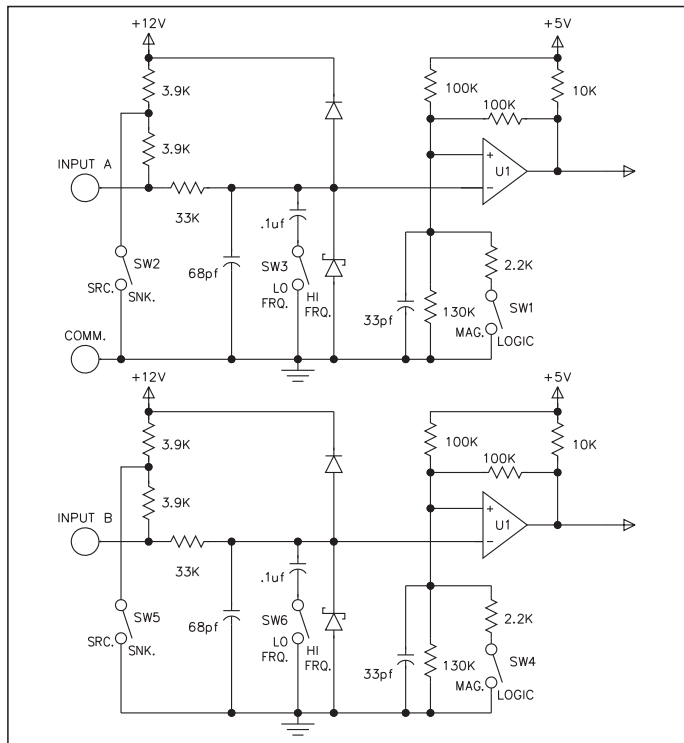 +12V
+5V
3.9K
100K
10K
100K
3.9K
INPUT A
+
U1
-
33K
.1uf
SW2
68pf
SW3
2.2K
SRC.
SNK.
LO
FRQ.
HI
FRQ.
33pf
130K
SW1
MAG.
LOGIC
COMM.
+12V
+5V
3.9K
100K
10K
100K
3.9K
INPUT B
+
U1
-
33K
.1uf
SW5
68pf
SW6
2.2K
SRC.
SNK.
LO
FRQ.
HI
FRQ.
33pf
130K
SW4
MAG.
LOGIC